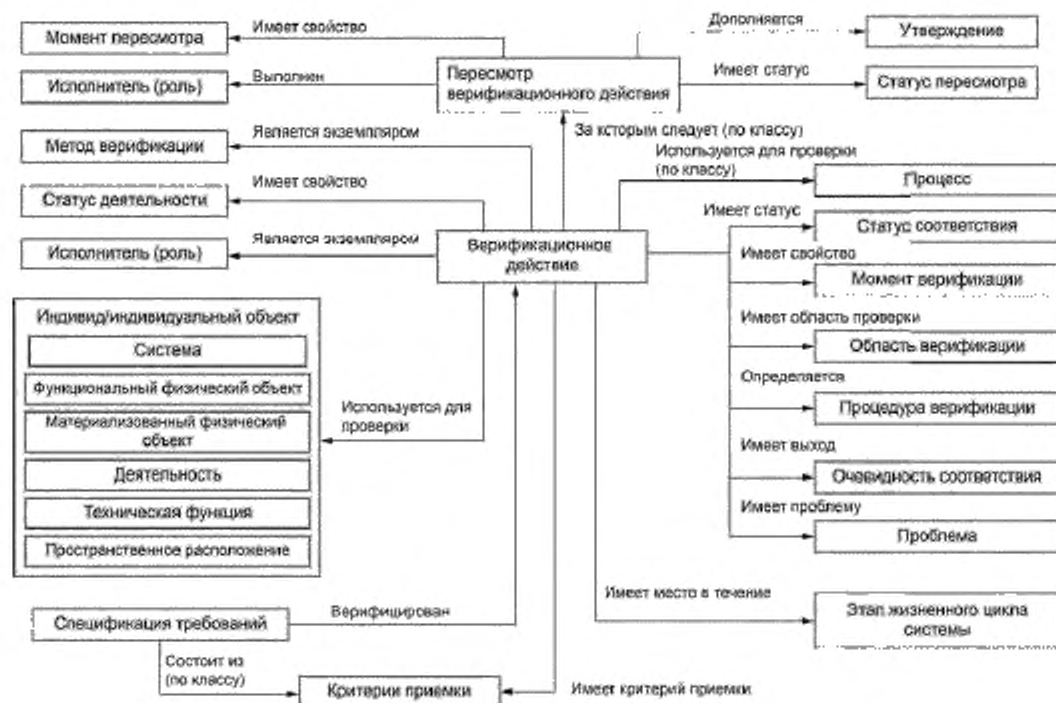 Момент пересмотра
Имеет свойство
Дополняется
Утверждение
Исполнитель (роль)
Выполнен
Пересмотр
верификационного действия
Имеет статус
Статус пересмотра
Метод верификации
Является экземпляром
За кторым следует (по классу)
Используется для проверки
(по классу)
Процесс
Статус деятельности
Имеет свойство
Имеет статус
Статус соответствия
Исполнитель (роль)
Является экземпляром
Верификационное
действие
Имеет свойство
Момент верификации
Индивид/индивидуальный объект
Система
Функциональный физический объект
Материализованный физический
объект
Деятельность
Техническая функция
Пространственное расположение
Используется для
проверки
Имеет область проверки
Область верификации
Определяется
Процедура верификации
Имеет выход
Очевидность соответствия
Имеет проблему
Проблема
Имеет место в течение
Этап жизненного цикла
системы
Спецификация требований
Верифицирован
Состоит из
(по классу)
Критерии приемки
Имеет критерий приемки